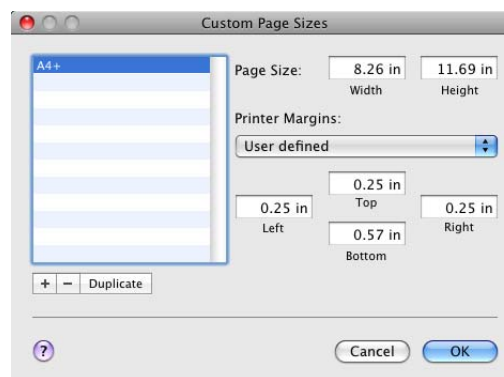 Custom Page Sizes
A4+
Page Size: 8.26 in 11.69 in
Width Height
Printer Margins:
User defined
0.25 in
Top
0.25 in 0.25 in
Left Right
0.57 in
Bottom
+ − Duplicate
? Cancel OK